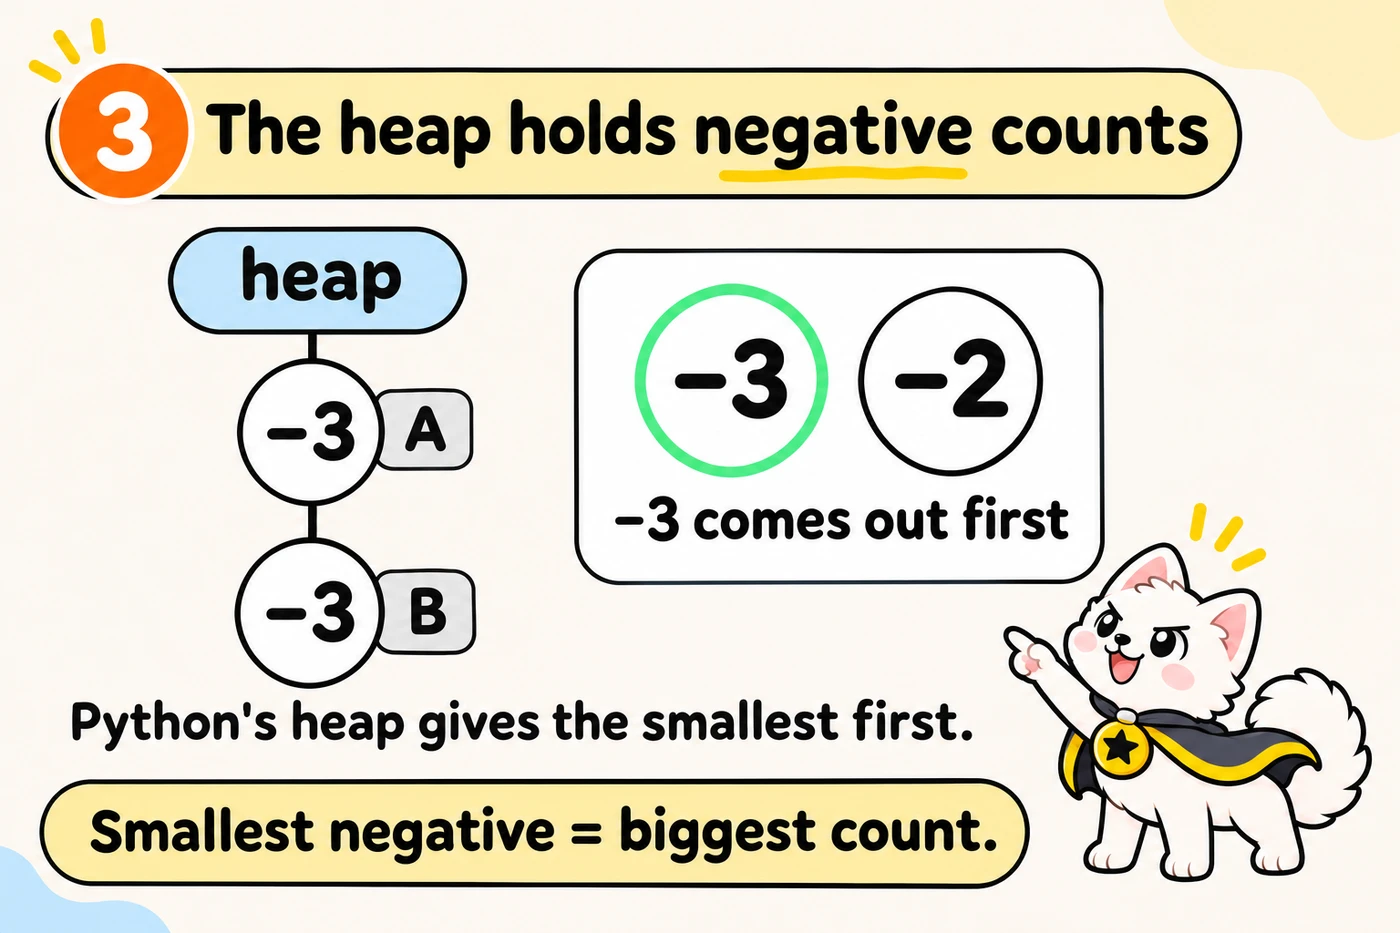 3
The heap holds negative counts
heap
−3 A
−3 B
−3 −2
−3 comes out first
Python's heap gives the smallest first.
Smallest negative = biggest count.